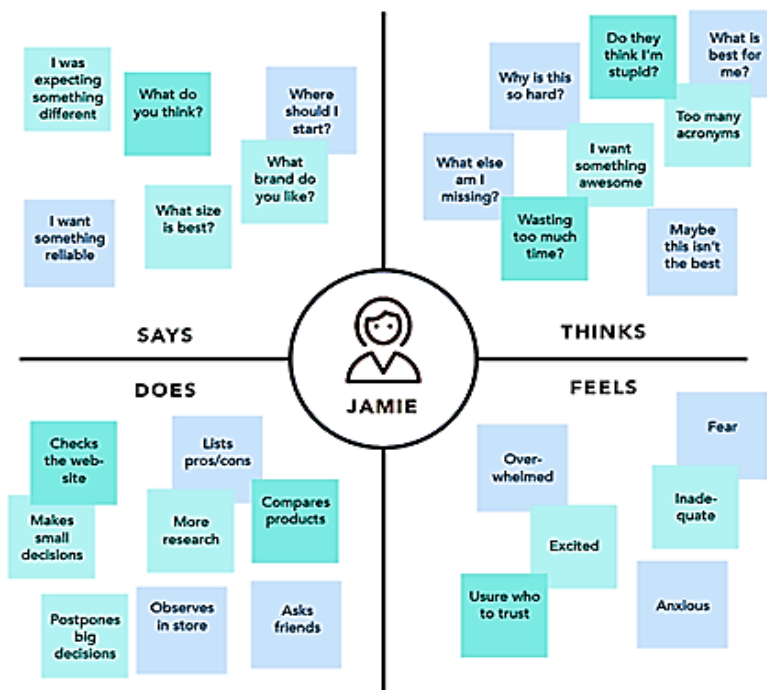 I was
expecting
something
different
What do
you think?
Where
should I
start?
What
brand do
you like?
I want
something
reliable
What size
is best?
SAYS
Why is this
so hard?
Do they
think I'm
stupid?
What is
best for
me?
Too many
acronyms
What else
am I
missing?
I want
something
awesome
Wasting
too much
time?
Maybe
this isn't
the best
THINKS
JAMIE
DOES
Checks
the web-
site
Lists
pros/cons
Compares
products
Makes
small
decisions
More
research
Postpones
big
decisions
Observes
in store
Asks
friends
FEELS
Over-
whelmed
Fear
Inade-
quate
Excited
Usure who
to trust
Anxious